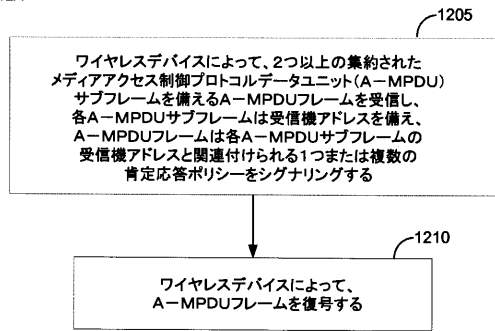 1205
ワイヤレスデバイスによって、2つ以上の集約された
メディアアクセス制御プロトコルデータユニット(A－MPDU)
サブフレームを備えるA－MPDUフレームを受信し、
各A－MPDUサブフレームは受信機アドレスを備え、
A－MPDUフレームは各A－MPDUサブフレームの
受信機アドレスと関連付けられる1つまたは複数の
肯定応答ポリシーをシグナリングする
1210
ワイヤレスデバイスによって、
A－MPDUフレームを復号する